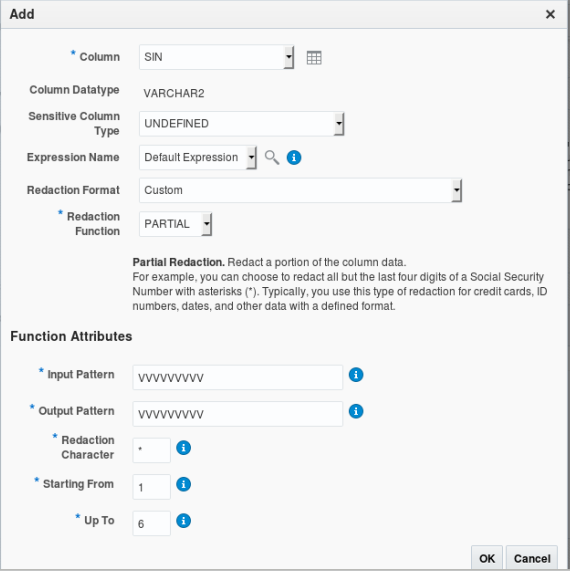 Add
* Column SIN
Column Datatype VARCHAR2
Sensitive Column Type UNDEFINED
Expression Name Default Expression
Redaction Format Custom
* Redaction Function PARTIAL
Partial Redaction. Redact a portion of the column data.
For example, you can choose to redact all but the last four digits of a Social Security
Number with asterisks (*). Typically, you use this type of redaction for credit cards, ID
numbers, dates, and other data with a defined format.
Function Attributes
* Input Pattern VVVVVVVVV
* Output Pattern VVVVVVVVV
* Redaction Character *
* Starting From 1
* Up To 6
OK Cancel